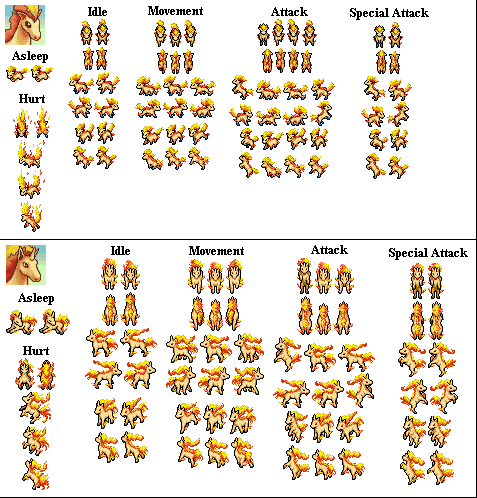 Idle
Movement
Attack
Special Attack
Asleep
Hurt
Idle
Movement
Attack
Special Attack
Asleep
Hurt